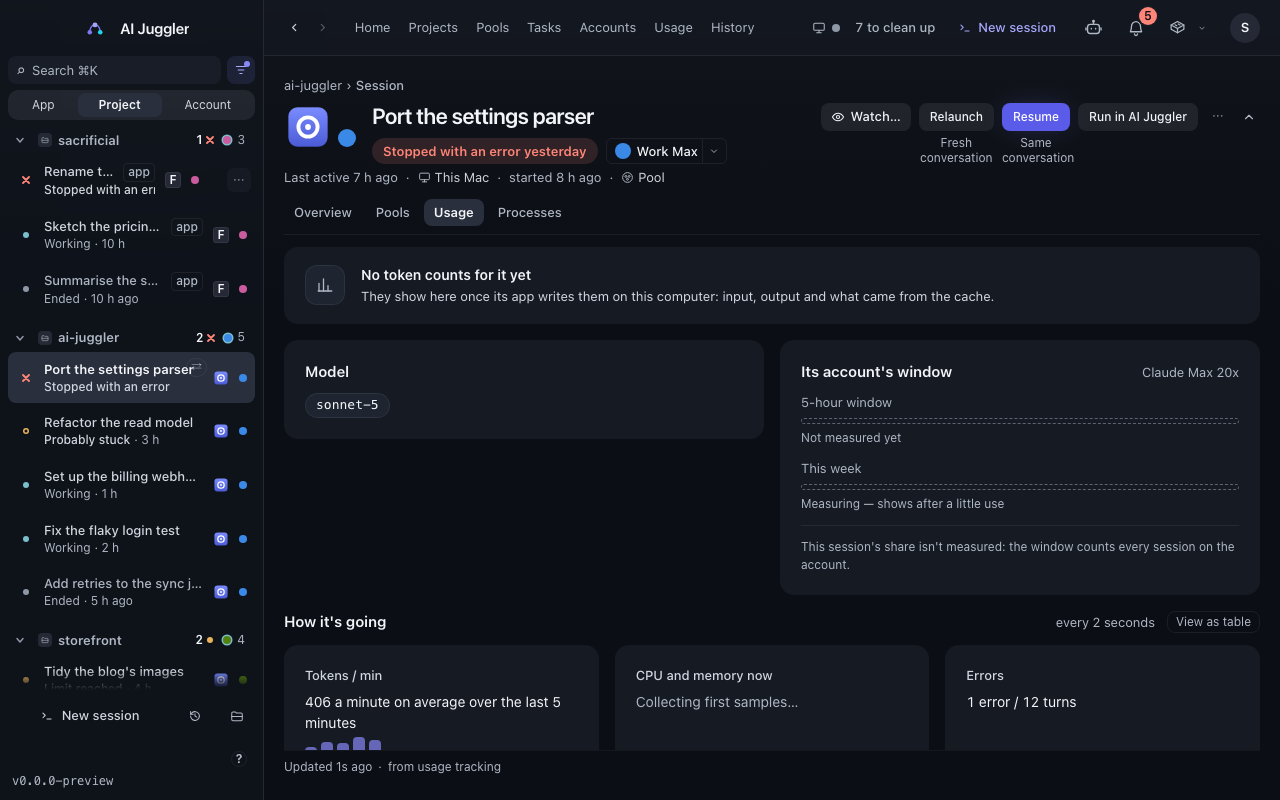 AI Juggler
Search ⌘K
App
Project
Account
sacrificial
1
3
Rename t...
app
Stopped with an err
F
Sketch the pricin...
app
Working · 10 h
F
Summarise the s...
app
Ended · 10 h ago
F
ai-juggler
2
5
Port the settings parser
Stopped with an error
Refactor the read model
Probably stuck · 3 h
Set up the billing webh...
Working · 1 h
Fix the flaky login test
Working · 2 h
Add retries to the sync j...
Ended · 5 h ago
storefront
2
4
Tidy the blog's images
Limit reached · 4 h
New session
?
v0.0.0-preview
Home
Projects
Pools
Tasks
Accounts
Usage
History
7 to clean up
New session
5
S
ai-juggler › Session
Port the settings parser
Stopped with an error yesterday
Work Max
Watch...
Relaunch
Resume
Run in AI Juggler
Fresh conversation
Same conversation
Last active 7 h ago · This Mac · started 8 h ago · Pool
Overview
Pools
Usage
Processes
No token counts for it yet
They show here once its app writes them on this computer: input, output and what came from the cache.
Model
sonnet-5
Its account's window
Claude Max 20x
5-hour window
Not measured yet
This week
Measuring — shows after a little use
This session's share isn't measured: the window counts every session on the
account.
How it's going
every 2 seconds
View as table
Tokens / min
406 a minute on average over the last 5
minutes
CPU and memory now
Collecting first samples...
Errors
1 error / 12 turns
Updated 1s ago · from usage tracking